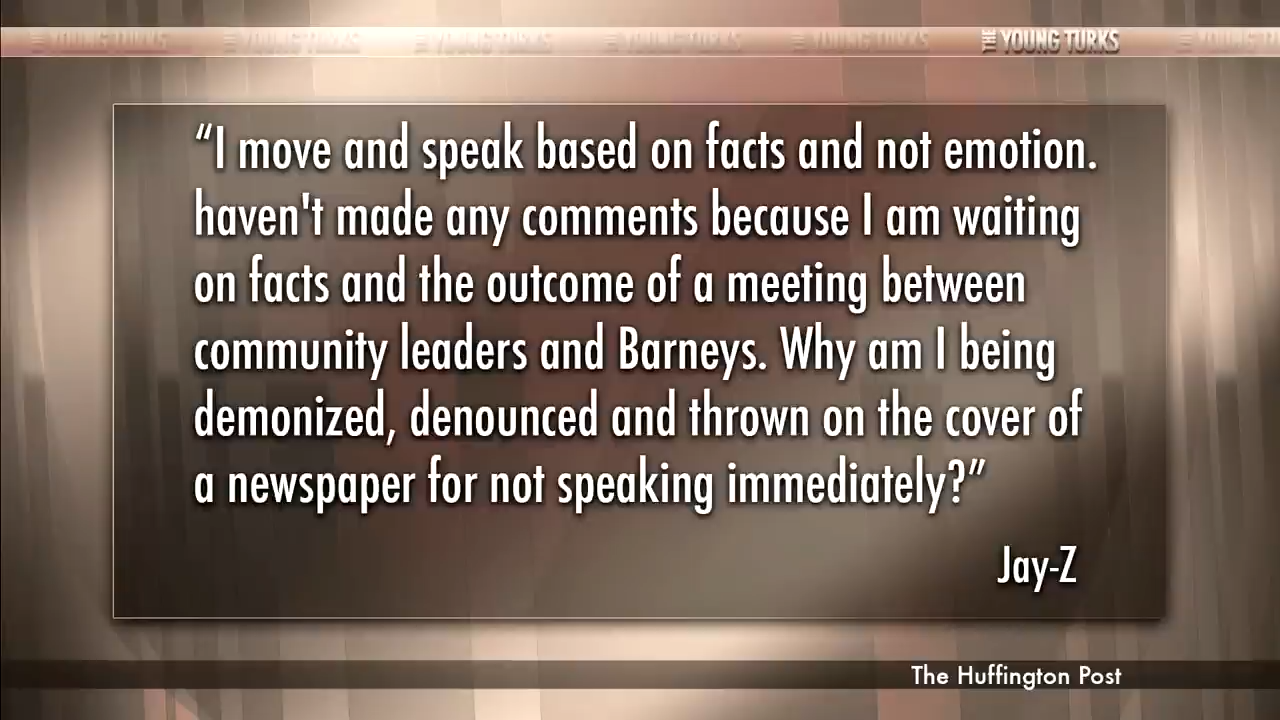 THE YOUNG TURKS
“I move and speak based on facts and not emotion.
haven't made any comments because I am waiting
on facts and the outcome of a meeting between
community leaders and Barneys. Why am I being
demonized, denounced and thrown on the cover of
a newspaper for not speaking immediately?”
Jay-Z
The Huffington Post